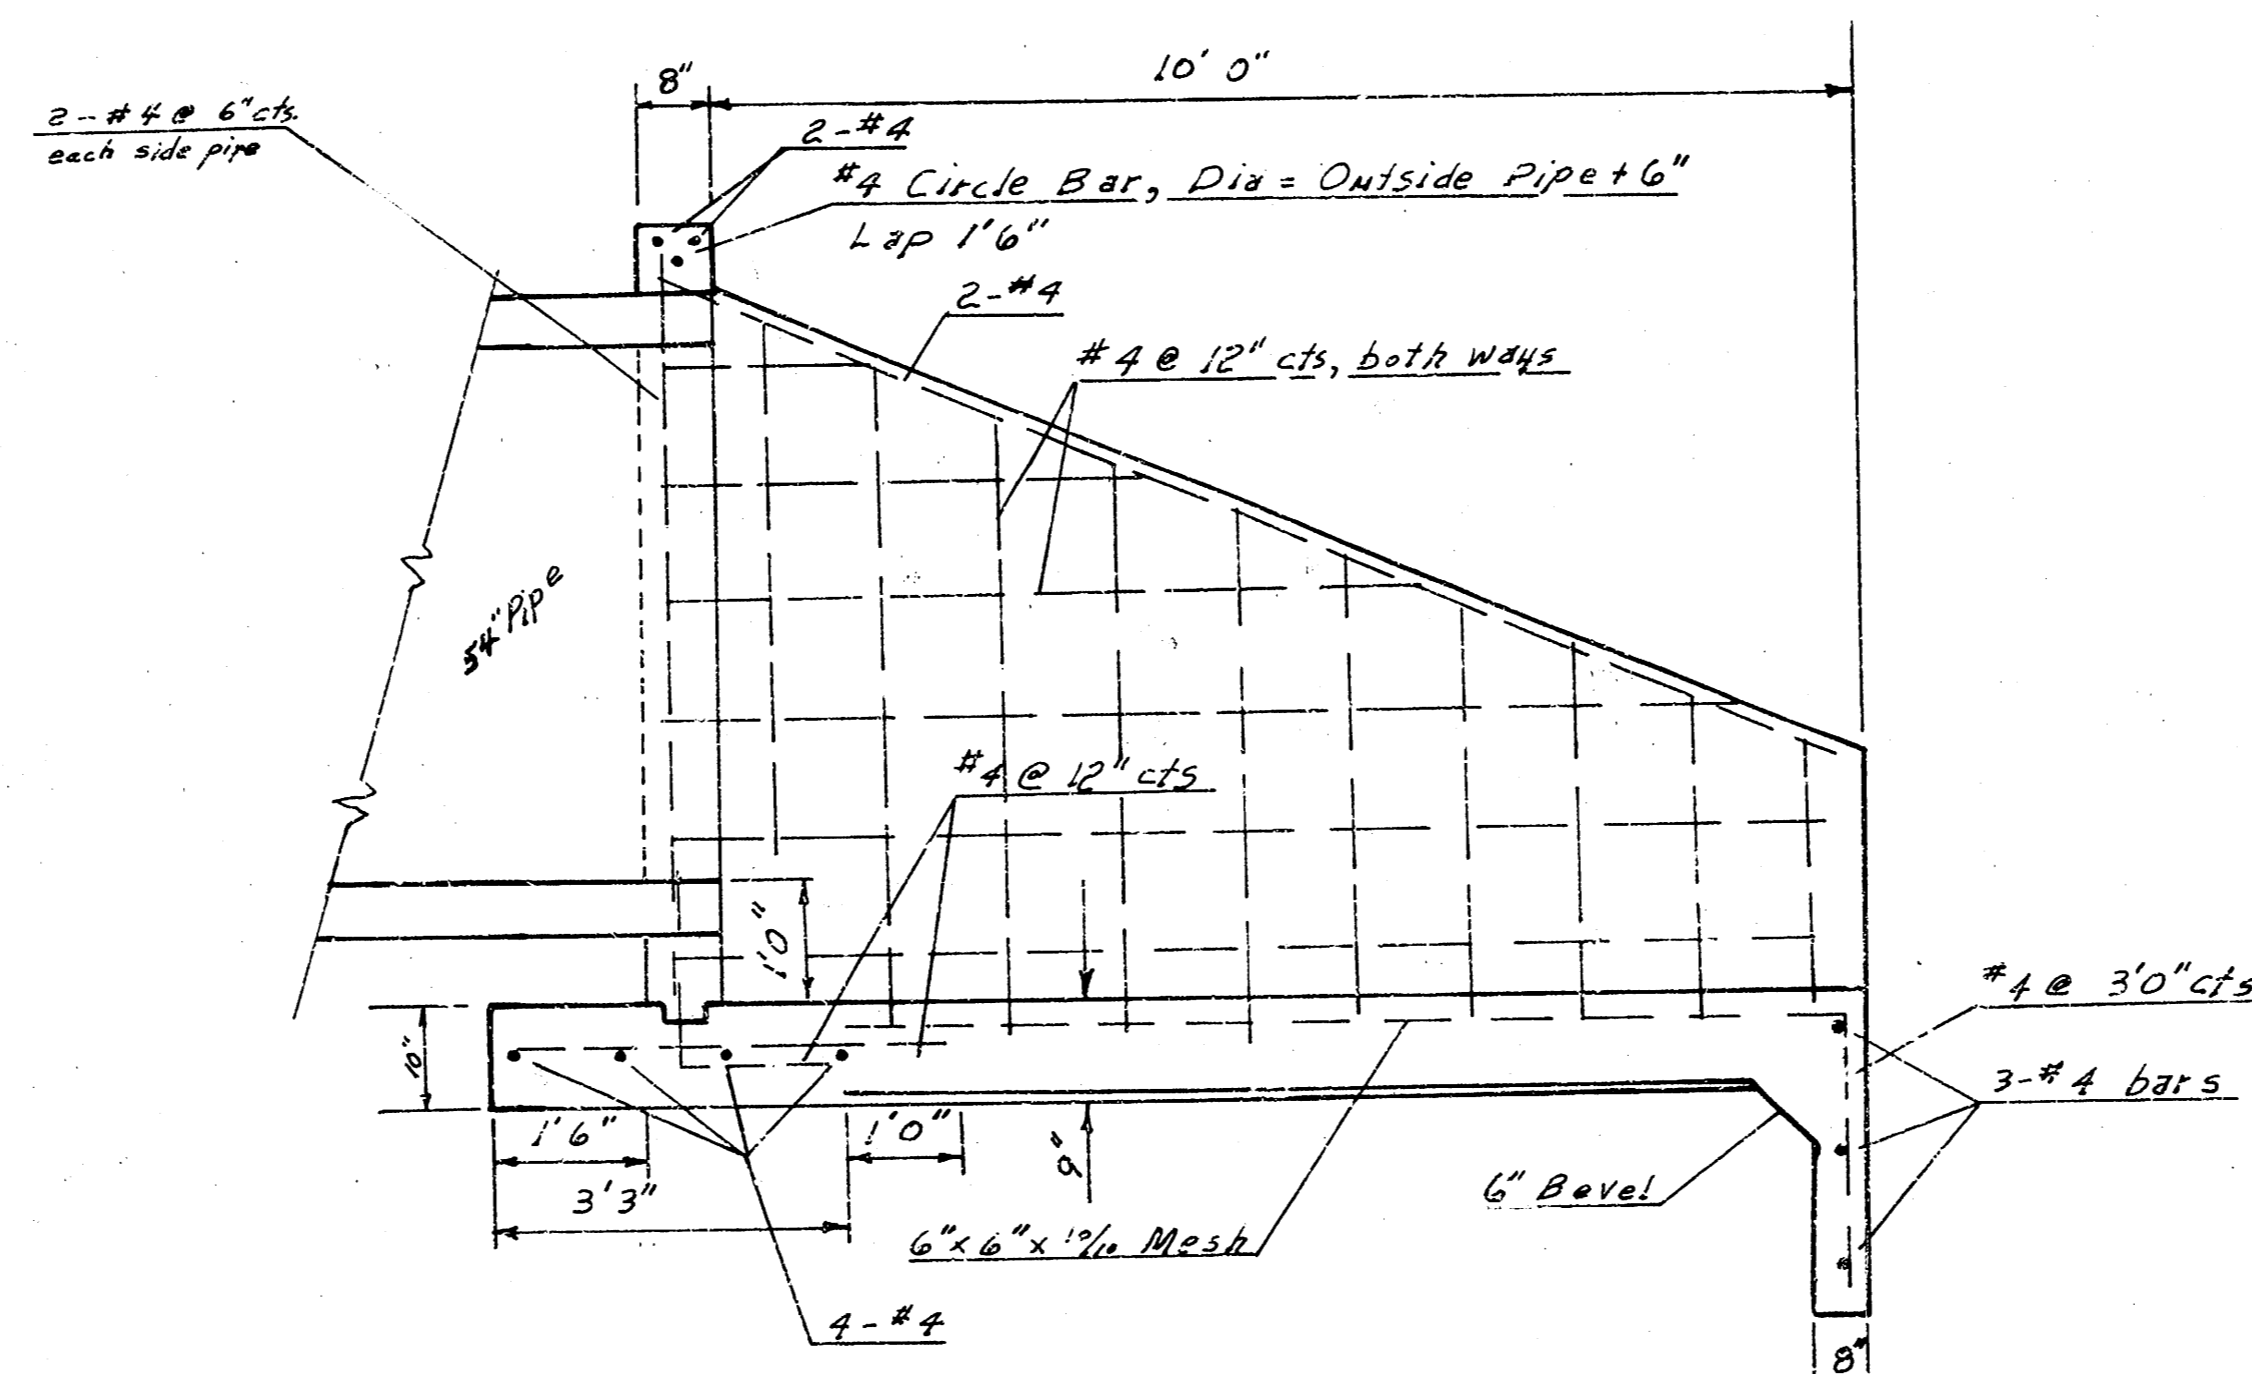 10' 0"
8"
2-#4 @ 6" cts.
each side pipe
2-#4
#4 Circle Bar, Dia = Outside Pipe + 6"
Lap 1'6"
2-#4
#4 @ 12" cts, both ways
54" Pipe
#4 @ 12" cts
1'0"
#4 @ 3'0" cts
10"
3-#4 bars
1'6"
1'0"
9"
3'3"
6" Bevel
6"x 6"x 10/10 Mesh
4-#4
8"